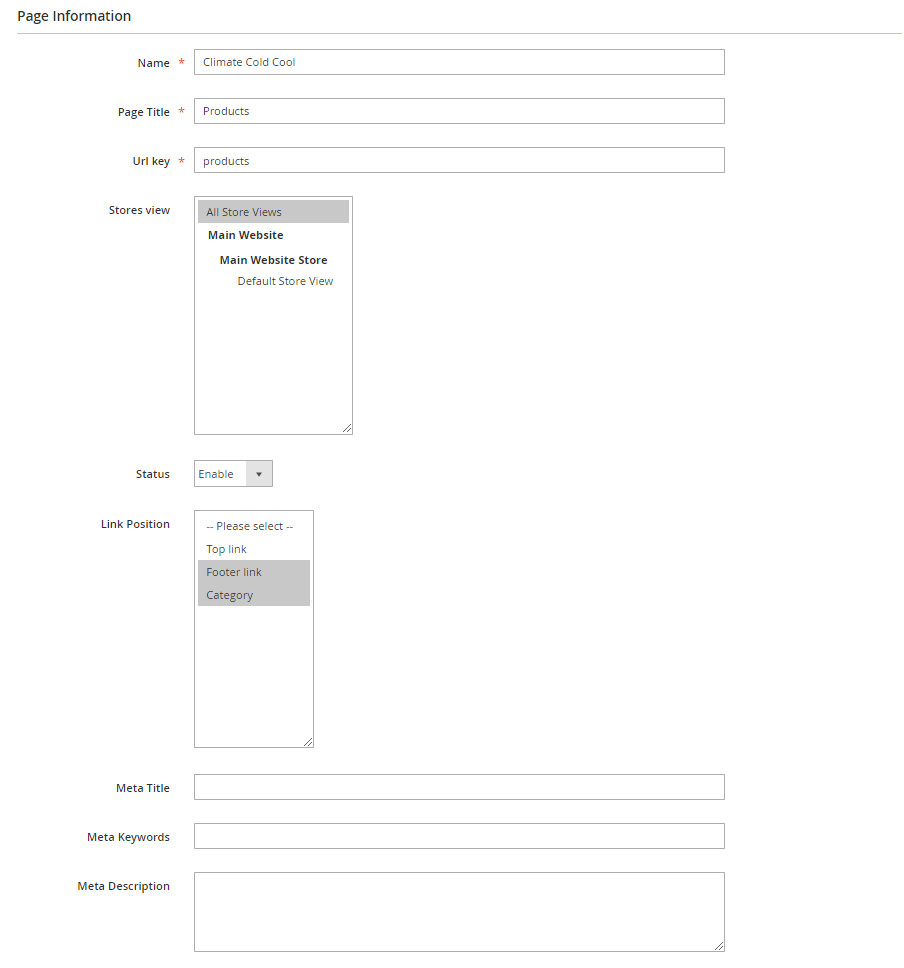 Page Information
Name * Climate Cold Cool
Page Title * Products
Url key * products
Stores view All Store Views
Main Website
Main Website Store
Default Store View
Status Enable
Link Position -- Please select --
Top link
Footer link
Category
Meta Title
Meta Keywords
Meta Description